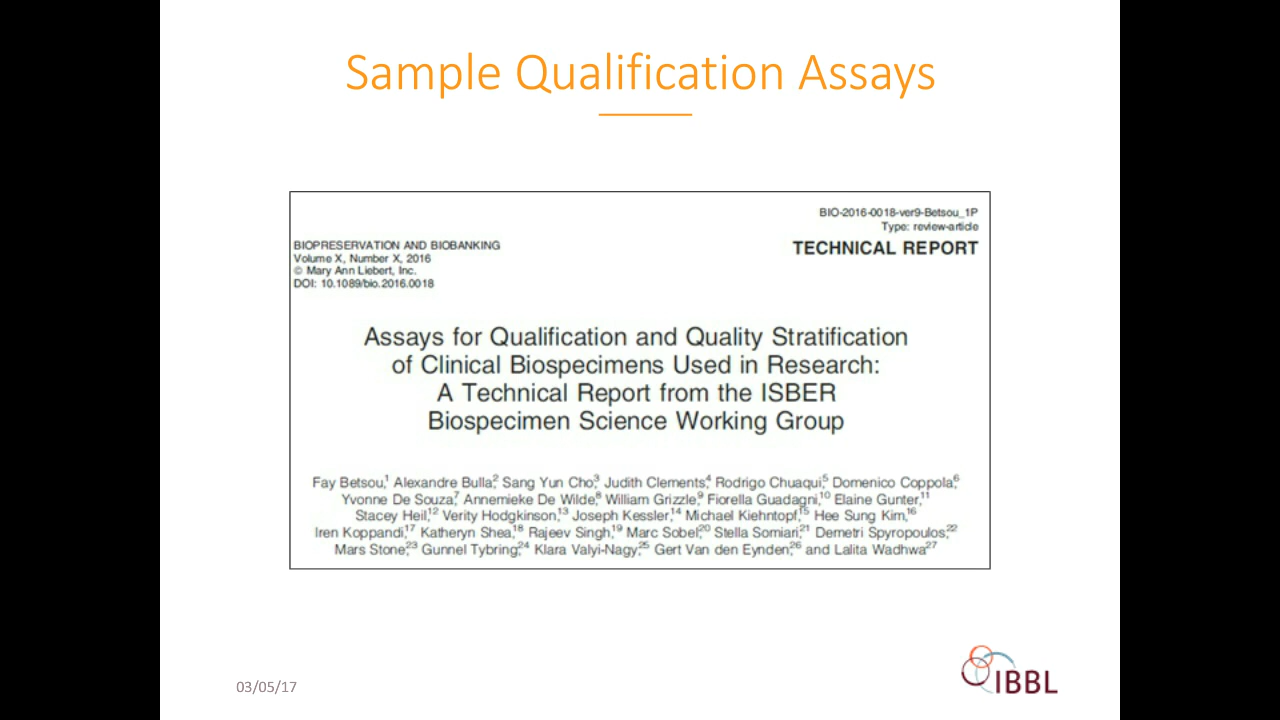 Sample Qualification Assays
BIO-2016-0018-ver9-Betsou_1P
Type: review-article
BIOPRESERVATION AND BIOBANKING
TECHNICAL REPORT
Volume X, Number X, 2016
© Mary Ann Liebert, Inc.
DOI: 10.1089/bio.2016.0018
Assays for Qualification and Quality Stratification
of Clinical Biospecimens Used in Research:
A Technical Report from the ISBER
Biospecimen Science Working Group
Fay Betsou,1 Alexandre Bulla,2 Sang Yun Cho,3 Judith Clements,4 Rodrigo Chuaqui,5 Domenico Coppola,6
Yvonne De Souza,7 Annemieke De Wilde,8 William Grizzle,9 Fiorella Guadagni,10 Elaine Gunter,11
Stacey Heil,12 Verity Hodgkinson,13 Joseph Kessler,14 Michael Kiehntopf,15 Hee Sung Kim,16
Iren Koppandi,17 Katheryn Shea,18 Rajeev Singh,19 Marc Sobel,20 Stella Somiari,21 Demetri Spyropoulos,22
Mars Stone,23 Gunnel Tybring,24 Klara Valyi-Nagy,25 Gert Van den Eynden,26 and Lalita Wadhwa27
03/05/17
IBBL